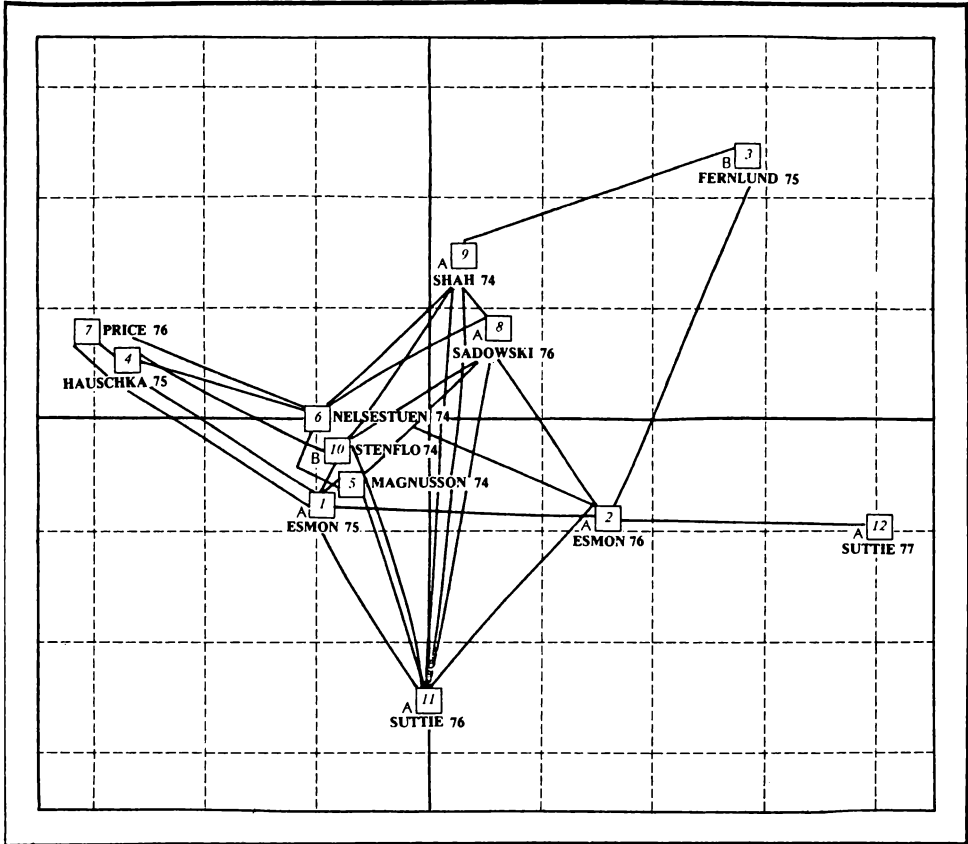 3
B
FERNLUND 75
9
A
SHAH 74
8
A
SADOWSKI 76
7 PRICE 76
4
HAUSCHKA 75
6 NELSESTUEN 74
B 10 STENFLO 74
5 MAGNUSSON 74
1
A
ESMON 75
2
A
ESMON 76
12
A
SUTTIE 77
11
A
SUTTIE 76